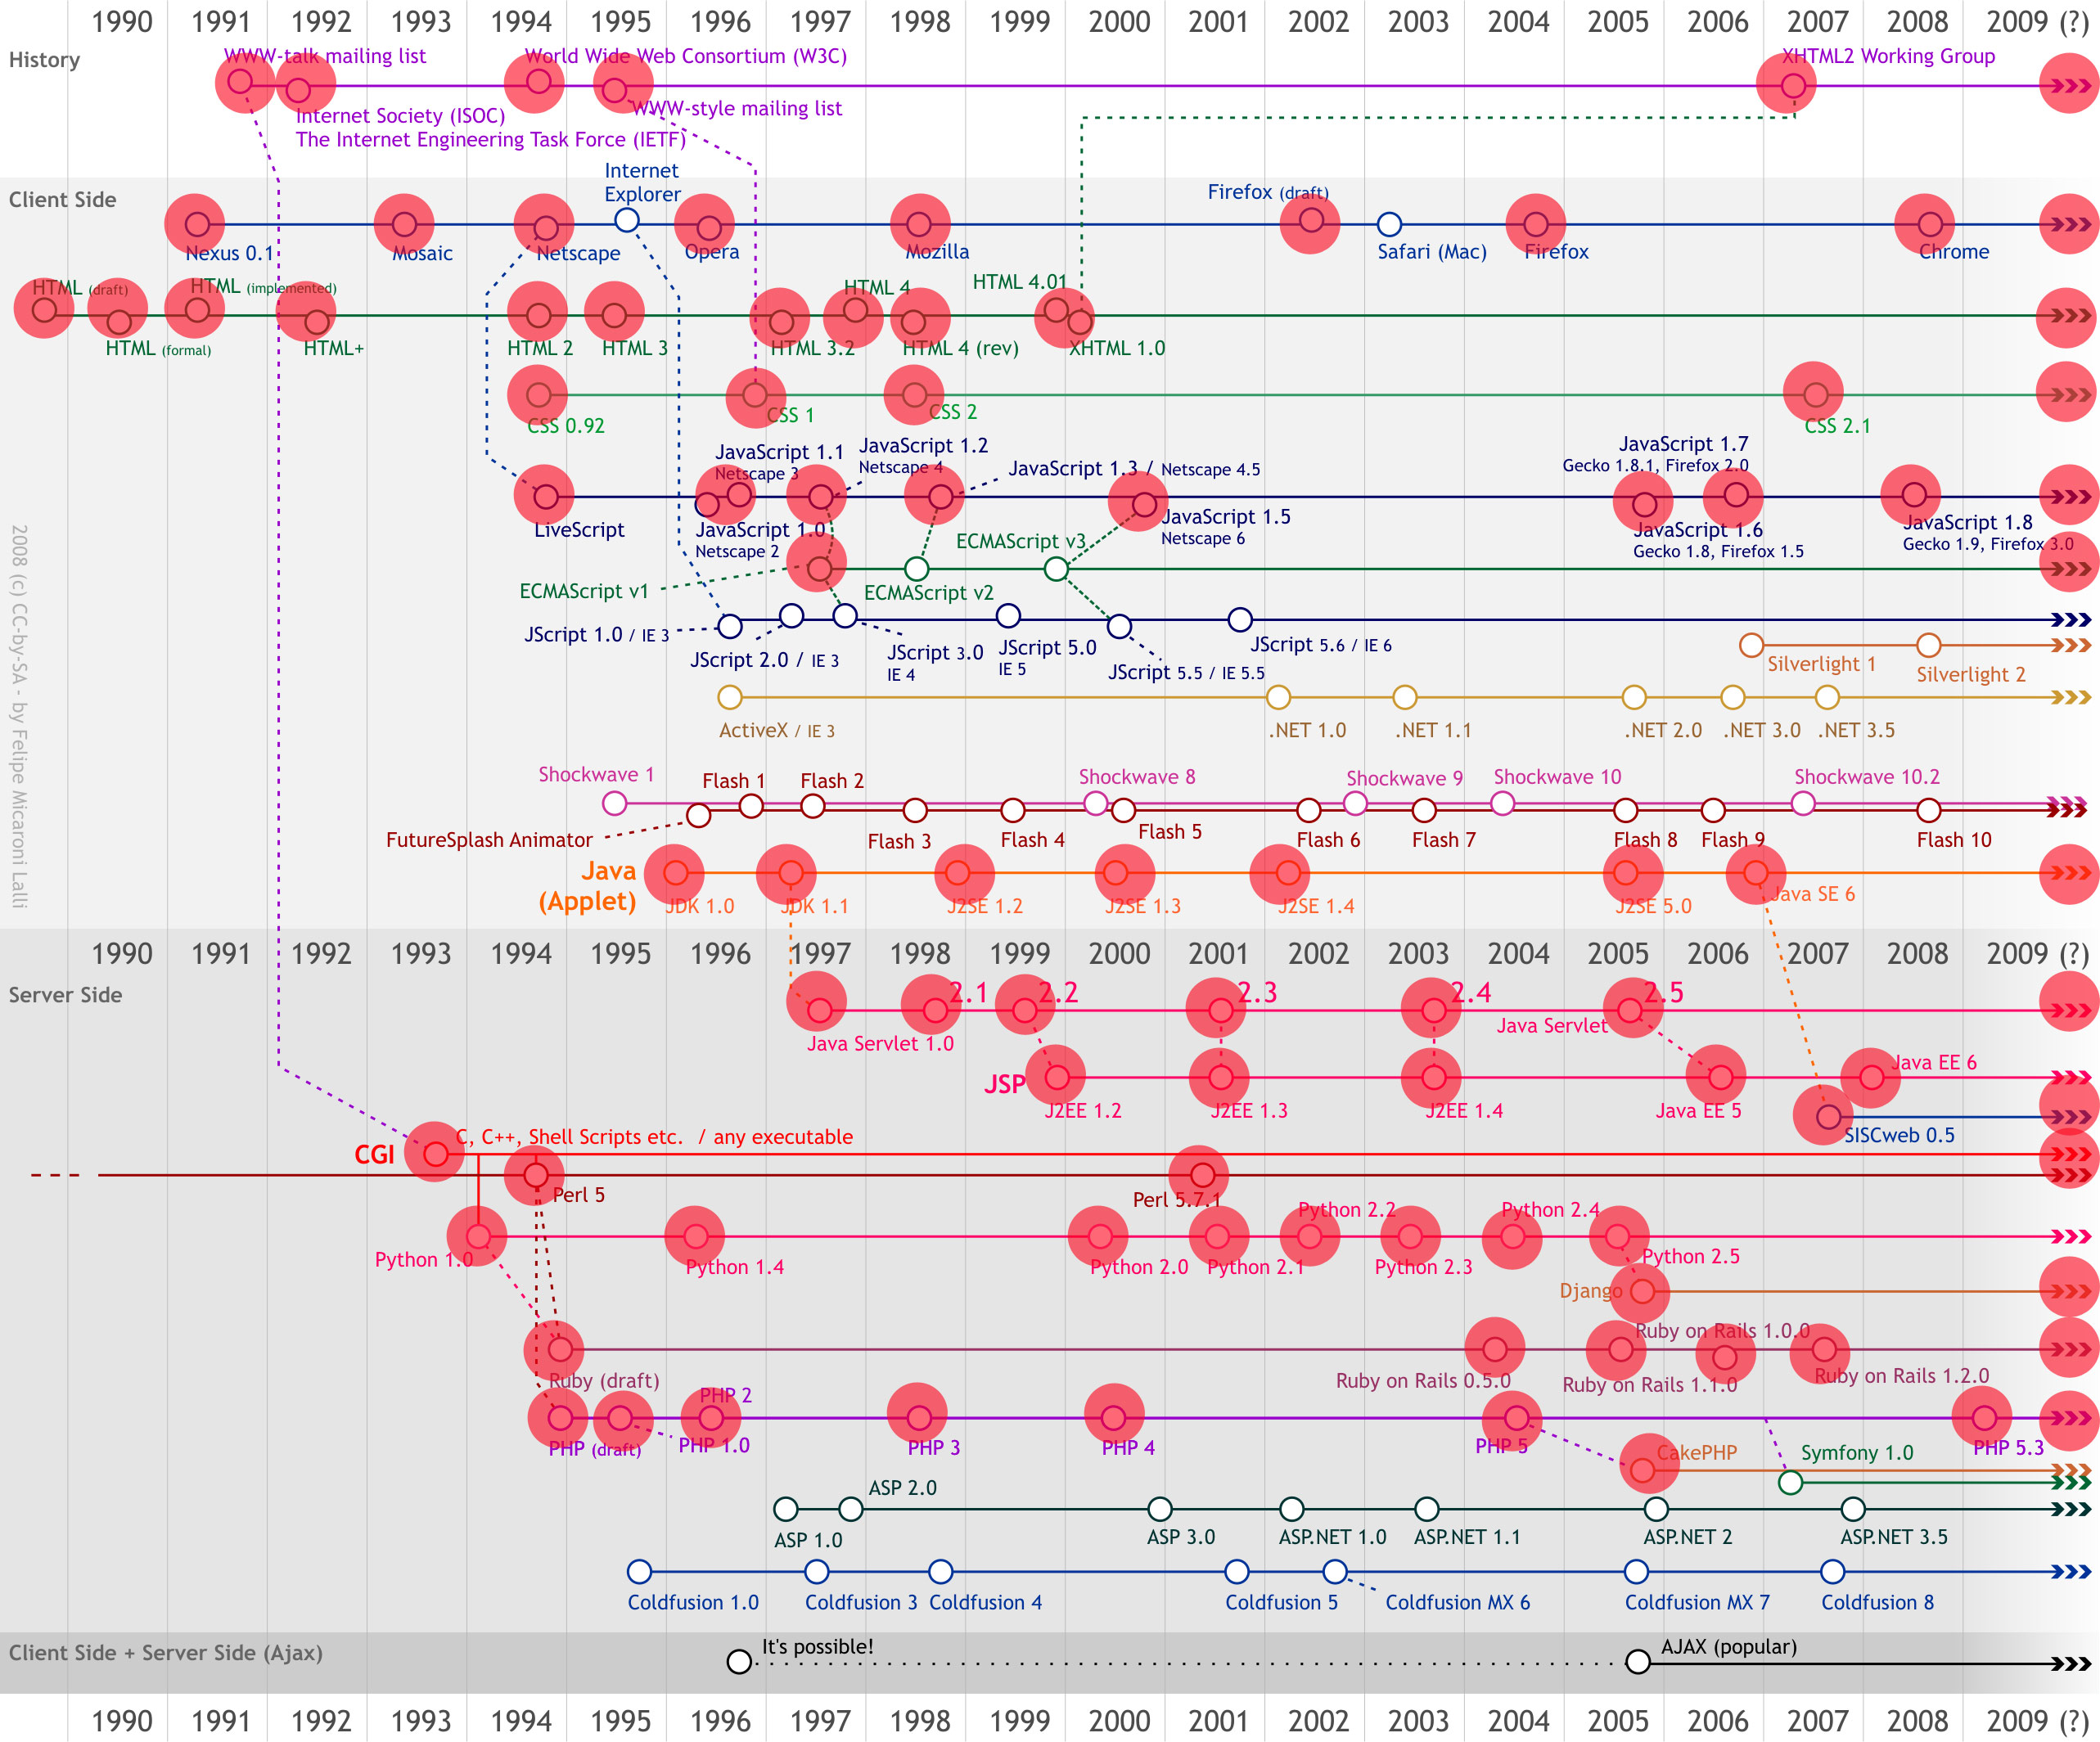 1990 1991 1992 1993 1994 1995 1996 1997 1998 1999 2000 2001 2002 2003 2004 2005 2006 2007 2008 2009 (?)
History
WWW-talk mailing list
World Wide Web Consortium (W3C)
XHTML2 Working Group
Internet Society (ISOC)
The Internet Engineering Task Force (IETF)
WWW-style mailing list
Client Side
Internet
Explorer
Firefox (draft)
Nexus 0.1
Mosaic
Netscape
Opera
Mozilla
Safari (Mac)
Firefox
Chrome
HTML (draft)
HTML (implemented)
HTML 4
HTML 4.01
HTML (formal)
HTML+
HTML 2
HTML 3
HTML 3.2
HTML 4 (rev)
XHTML 1.0
CSS 0.92
CSS 1
CSS 2
CSS 2.1
JavaScript 1.1
Netscape 3
JavaScript 1.2
Netscape 4
JavaScript 1.3 / Netscape 4.5
JavaScript 1.7
Gecko 1.8.1, Firefox 2.0
LiveScript
JavaScript 1.0
Netscape 2
JavaScript 1.5
Netscape 6
JavaScript 1.6
Gecko 1.8, Firefox 1.5
JavaScript 1.8
Gecko 1.9, Firefox 3.0
ECMAScript v3
ECMAScript v1
ECMAScript v2
JScript 1.0 / IE 3
JScript 2.0 / IE 3
JScript 3.0
IE 4
JScript 5.0
IE 5
JScript 5.5 / IE 5.5
JScript 5.6 / IE 6
Silverlight 1
Silverlight 2
ActiveX / IE 3
.NET 1.0
.NET 1.1
.NET 2.0
.NET 3.0
.NET 3.5
Shockwave 1
Flash 1
Flash 2
Shockwave 8
Shockwave 9
Shockwave 10
Shockwave 10.2
FutureSplash Animator
Flash 3
Flash 4
Flash 5
Flash 6
Flash 7
Flash 8
Flash 9
Flash 10
Java
(Applet)
JDK 1.0
JDK 1.1
J2SE 1.2
J2SE 1.3
J2SE 1.4
J2SE 5.0
Java SE 6
2008 (c) CC-by-SA - by Felipe Micaroni Lalli
1990 1991 1992 1993 1994 1995 1996 1997 1998 1999 2000 2001 2002 2003 2004 2005 2006 2007 2008 2009 (?)
Server Side
2.1
2.2
2.3
2.4
2.5
Java Servlet 1.0
Java Servlet
JSP
J2EE 1.2
J2EE 1.3
J2EE 1.4
Java EE 5
Java EE 6
SISCweb 0.5
CGI
C, C++, Shell Scripts etc. / any executable
Perl 5
Perl 5.7.1
Python 1.0
Python 1.4
Python 2.0
Python 2.1
Python 2.2
Python 2.3
Python 2.4
Python 2.5
Django
Ruby (draft)
Ruby on Rails 0.5.0
Ruby on Rails 1.0.0
Ruby on Rails 1.1.0
Ruby on Rails 1.2.0
PHP 2
PHP (draft)
PHP 1.0
PHP 3
PHP 4
PHP 5
PHP 5.3
CakePHP
Symfony 1.0
ASP 2.0
ASP 1.0
ASP 3.0
ASP.NET 1.0
ASP.NET 1.1
ASP.NET 2
ASP.NET 3.5
Coldfusion 1.0
Coldfusion 3
Coldfusion 4
Coldfusion 5
Coldfusion MX 6
Coldfusion MX 7
Coldfusion 8
Client Side + Server Side (Ajax)
It's possible!
AJAX (popular)
1990 1991 1992 1993 1994 1995 1996 1997 1998 1999 2000 2001 2002 2003 2004 2005 2006 2007 2008 2009 (?)